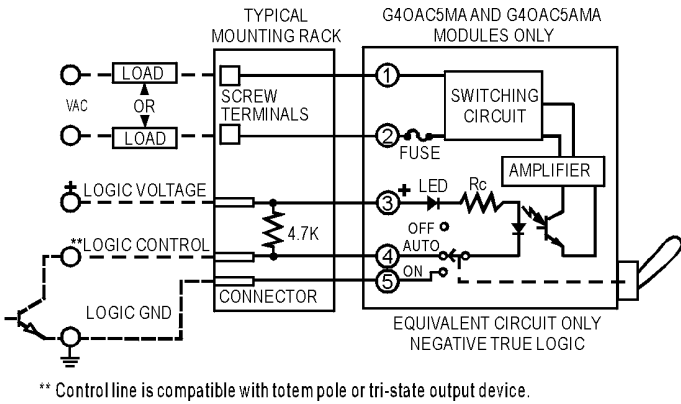 TYPICAL
MOUNTING RACK
G4OAC5MA AND G4OAC5AMA
MODULES ONLY
LOAD
VAC
OR
LOAD
SCREW
TERMINALS
1
SWITCHING
CIRCUIT
2
FUSE
AMPLIFIER
+
LOGIC VOLTAGE
3
+
LED
Rc
4.7K
OFF
**LOGIC CONTROL
4
AUTO
5
ON
LOGIC GND
CONNECTOR
EQUIVALENT CIRCUIT ONLY
NEGATIVE TRUE LOGIC
** Control line is compatible with totem pole or tri-state output device.